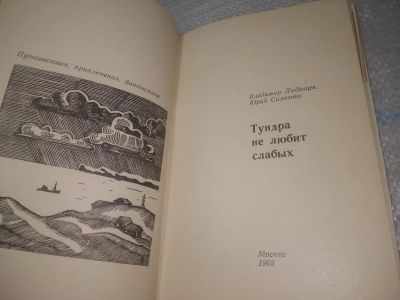 Путешествия, приключения, фантастика
Владимир Любовцев,
Юрий Симченко
Тундра
не любит
слабых
Москва
1968